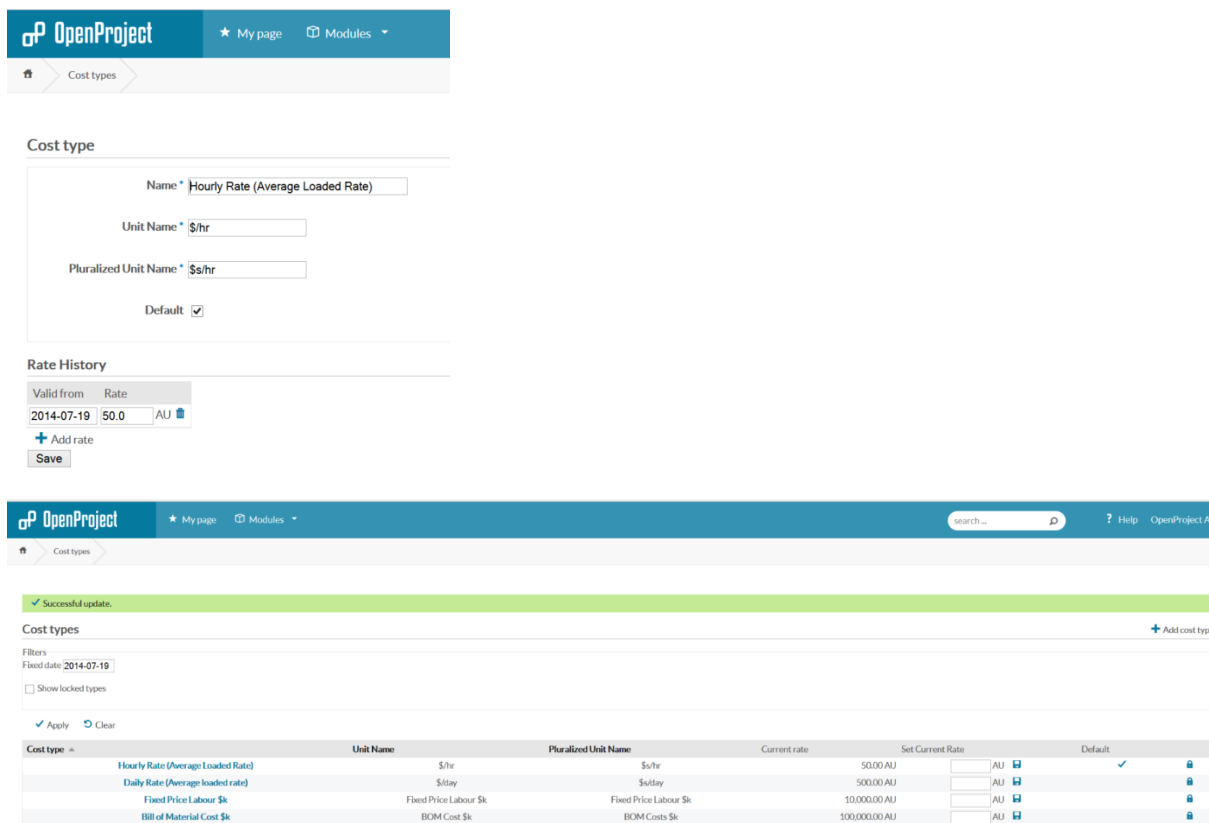 OpenProject My page Modules
Cost types
Cost type
Name * Hourly Rate (Average Loaded Rate)
Unit Name * $/hr
Pluralized Unit Name * $s/hr
Default
Rate History
Valid from Rate
2014-07-19 50.0 AU
Add rate
Save
OpenProject My page Modules search ... ? Help OpenProject A
Cost types
Successful update.
Cost types Add cost typ
Filters
Fixed date 2014-07-19
Show locked types
Apply Clear
Cost type Unit Name Pluralized Unit Name Current rate Set Current Rate Default
Hourly Rate (Average Loaded Rate) $/hr $s/hr 50.00 AU AU
Daily Rate (Average loaded rate) $/day $s/day 500.00 AU AU
Fixed Price Labour $k Fixed Price Labour $k Fixed Price Labour $k 10,000.00 AU AU
Bill of Material Cost $k BOM Cost $k BOM Costs $k 100,000.00 AU AU